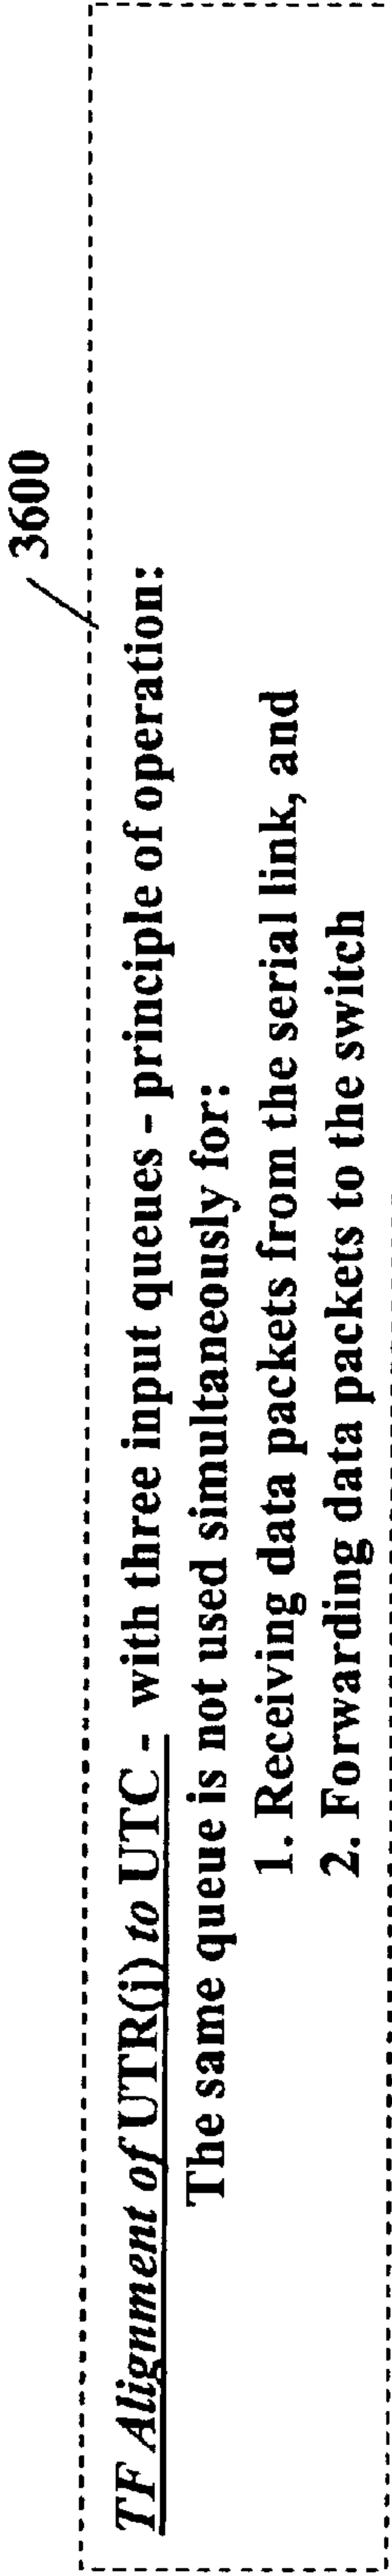 3600
TF Alignment of UTR(j) to UTC - with three input queues – principle of operation:
The same queue is not used simultaneously for:
1. Receiving data packets from the serial link, and
2. Forwarding data packets to the switch